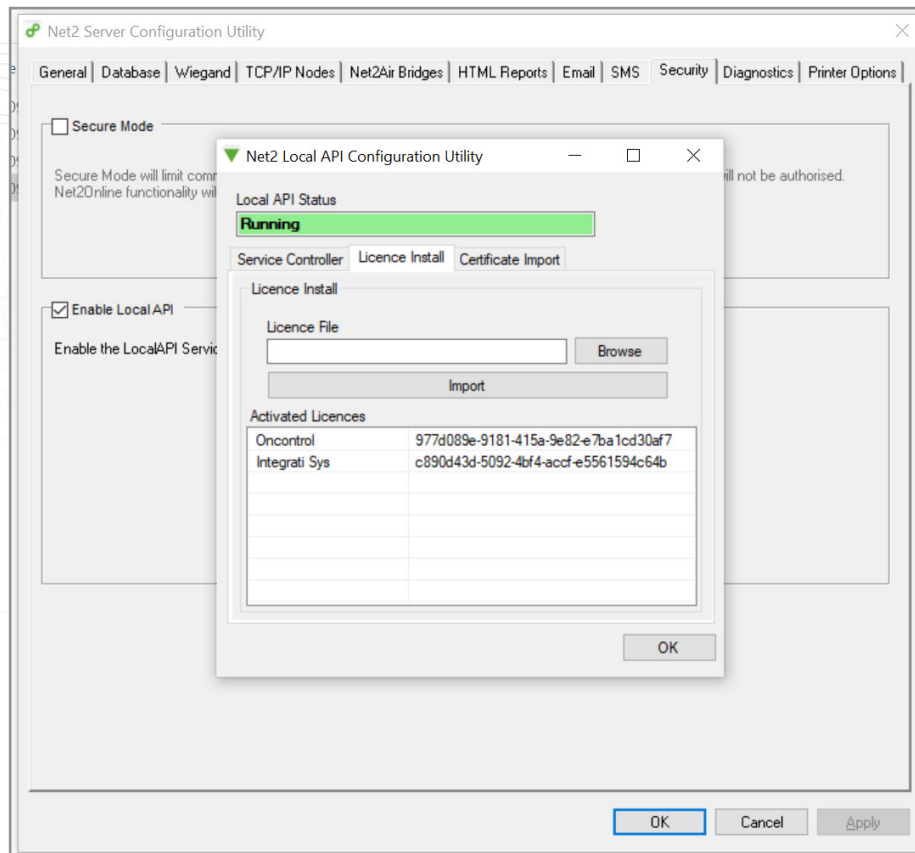 Net2 Server Configuration Utility
General Database Wiegand TCP/IP Nodes Net2Air Bridges HTML Reports Email SMS Security Diagnostics Printer Options
Secure Mode
Secure Mode will limit comm
ill not be authorised.
Net2Online functionality will
Net2 Local API Configuration Utility
Local API Status
Running
Service Controller Licence Install Certificate Import
Licence Install
Licence File
Browse
Import
Activated Licences
Oncontrol 977d089e-9181-415a-9e82-e7ba1cd30af7
Integrati Sys c890d43d-5092-4bf4-accf-e5561594c64b
OK
Enable Local API
Enable the LocalAPI Servic
OK Cancel Apply